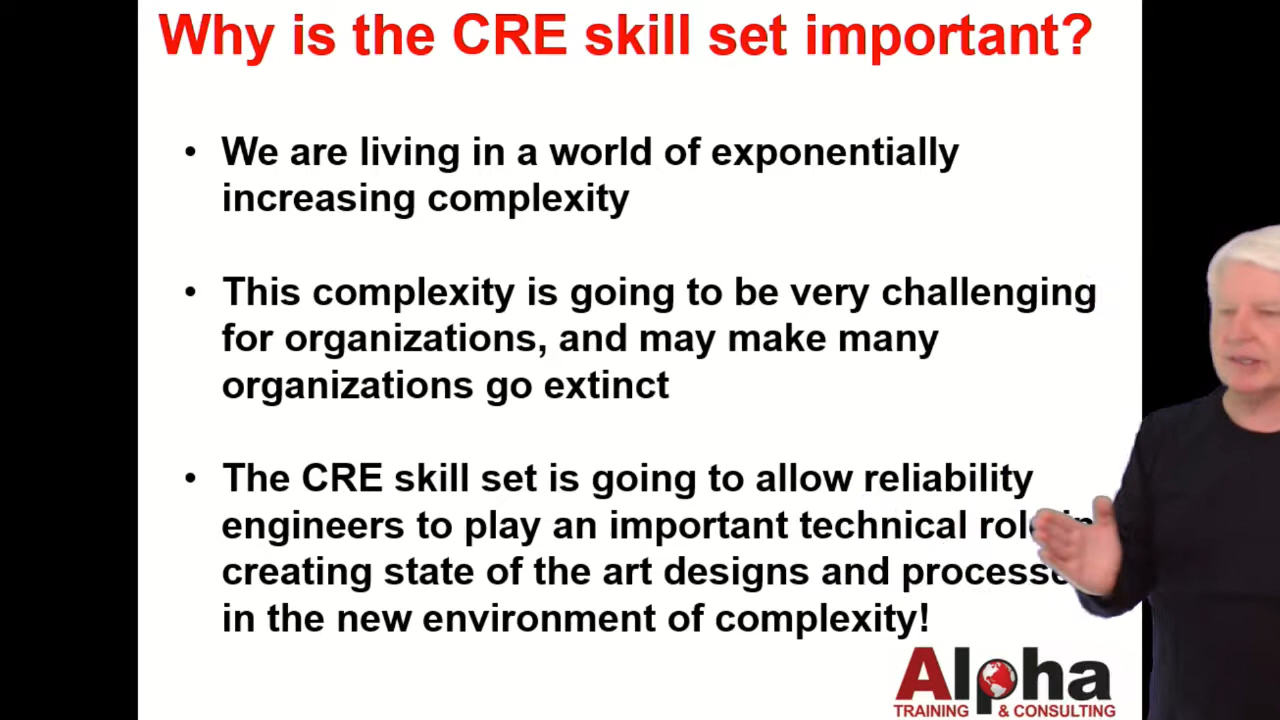 Why is the CRE skill set important?
• We are living in a world of exponentially
increasing complexity
• This complexity is going to be very challenging
for organizations, and may make many
organizations go extinct
• The CRE skill set is going to allow reliability
engineers to play an important technical role in
creating state of the art designs and processes
in the new environment of complexity!
Alpha
TRAINING & CONSULTING